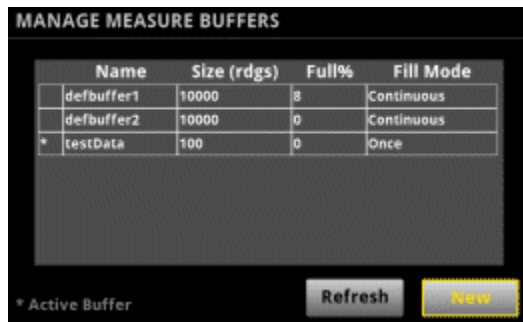 MANAGE MEASURE BUFFERS
Name Size (rdgs) Full% Fill Mode
defbuffer1 10000 8 Continuous
defbuffer2 10000 0 Continuous
* testData 100 0 Once
* Active Buffer Refresh New